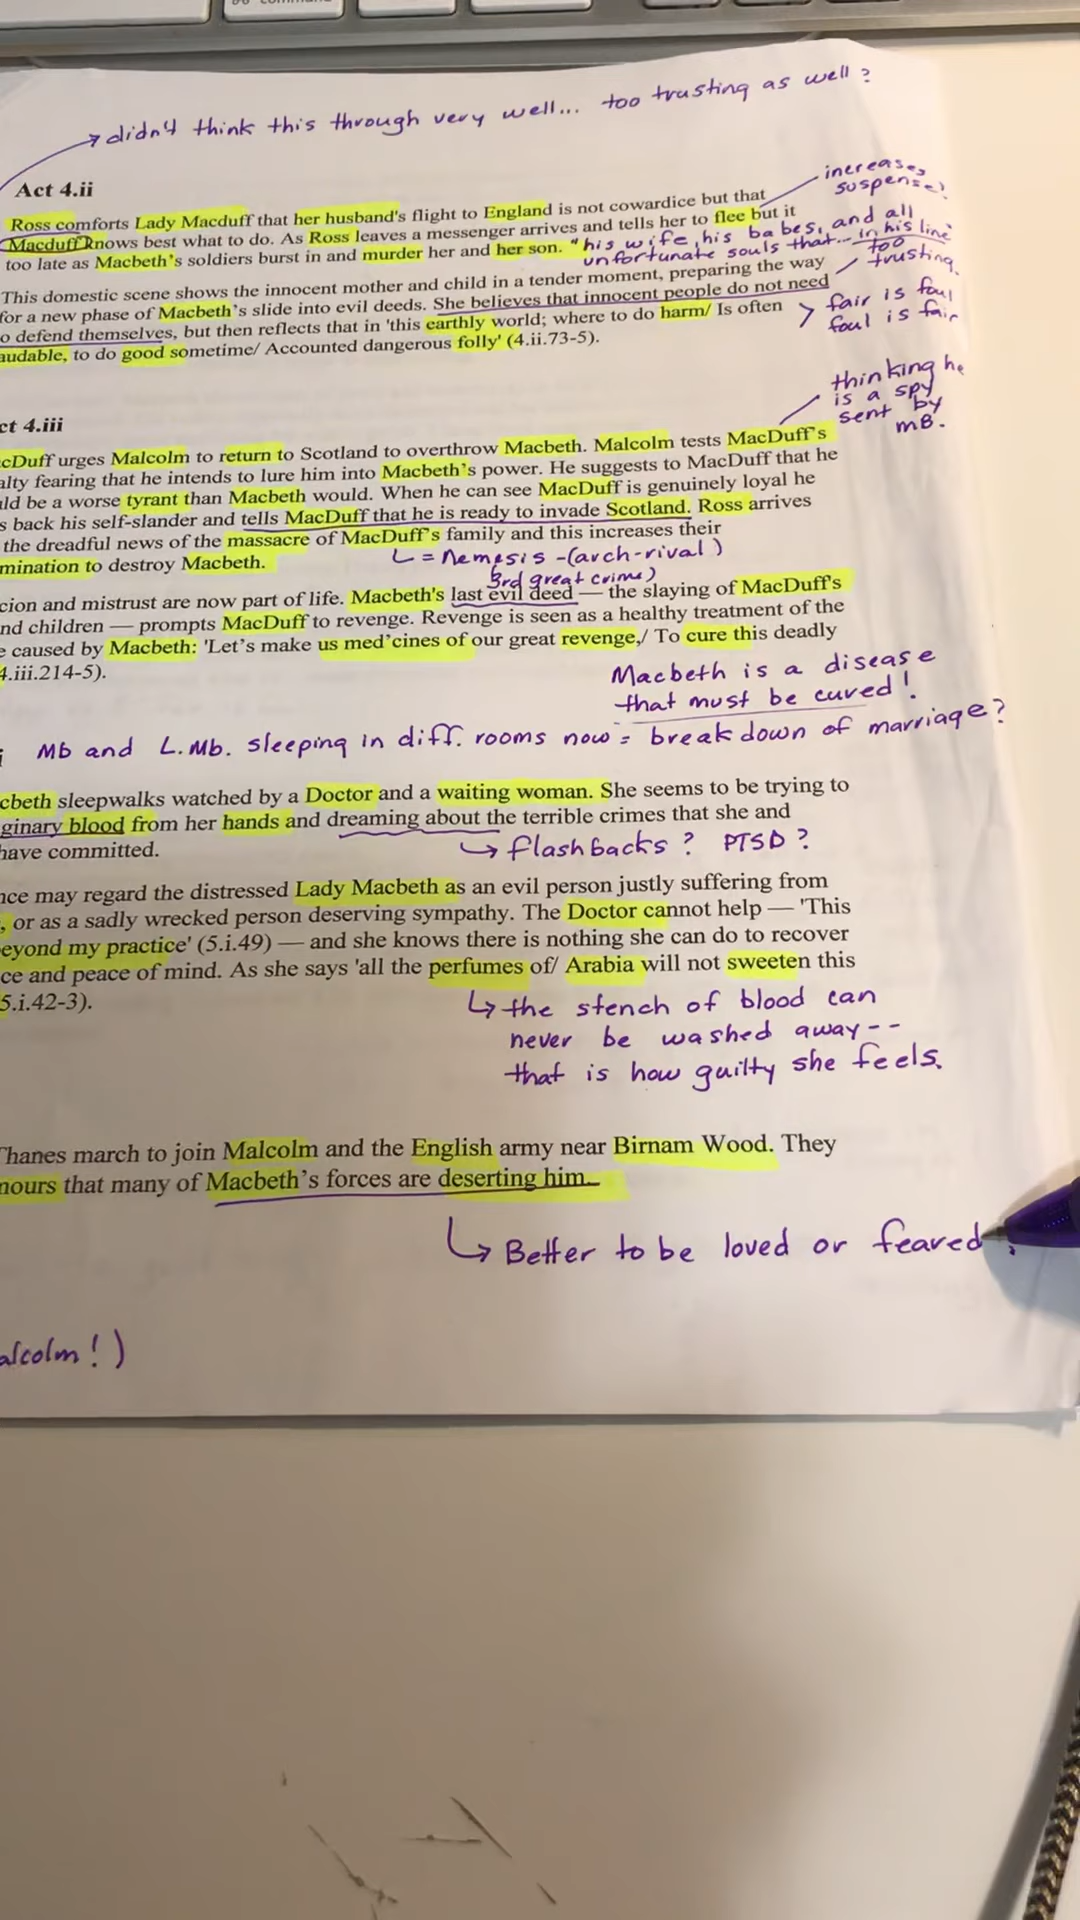 command
→ didn't think this through very well... too trusting as well?
Act 4.ii
increases
suspense!
Ross comforts Lady Macduff that her husband's flight to England is not cowardice but that
Macduff knows best what to do. As Ross leaves a messenger arrives and tells her to flee but it
too late as Macbeth's soldiers burst in and murder her and her son. "his wife, his babes, and all
unfortunate souls that... in his line"
too
trusting.
This domestic scene shows the innocent mother and child in a tender moment, preparing the way
for a new phase of Macbeth's slide into evil deeds. She believes that innocent people do not need
o defend themselves, but then reflects that in 'this earthly world; where to do harm/ Is often
audable, to do good sometime/ Accounted dangerous folly' (4.ii.73-5).
> fair is foul
foul is fair
thinking he
is a spy
sent by
mB.
ct 4.iii
cDuff urges Malcolm to return to Scotland to overthrow Macbeth. Malcolm tests MacDuff's
alty fearing that he intends to lure him into Macbeth's power. He suggests to MacDuff that he
uld be a worse tyrant than Macbeth would. When he can see MacDuff is genuinely loyal he
s back his self-slander and tells MacDuff that he is ready to invade Scotland. Ross arrives
the dreadful news of the massacre of MacDuff's family and this increases their
mination to destroy Macbeth.
= nemesis - (arch-rival)
3rd great crime)
cion and mistrust are now part of life. Macbeth's last evil deed — the slaying of MacDuff's
nd children — prompts MacDuff to revenge. Revenge is seen as a healthy treatment of the
e caused by Macbeth: 'Let's make us med'cines of our great revenge,/ To cure this deadly
4.iii.214-5).
Macbeth is a disease
that must be cured!
i Mb and L.Mb. sleeping in diff. rooms now = breakdown of marriage?
cbeth sleepwalks watched by a Doctor and a waiting woman. She seems to be trying to
ginary blood from her hands and dreaming about the terrible crimes that she and
have committed.
↳ flashbacks? PTSD?
nce may regard the distressed Lady Macbeth as an evil person justly suffering from
, or as a sadly wrecked person deserving sympathy. The Doctor cannot help — 'This
eyond my practice' (5.i.49) — and she knows there is nothing she can do to recover
ce and peace of mind. As she says 'all the perfumes of/ Arabia will not sweeten this
5.i.42-3).
↳ the stench of blood can
never be washed away--
that is how guilty she feels.
Thanes march to join Malcolm and the English army near Birnam Wood. They
nours that many of Macbeth's forces are deserting him.
↳ Better to be loved or feared
alcolm!)